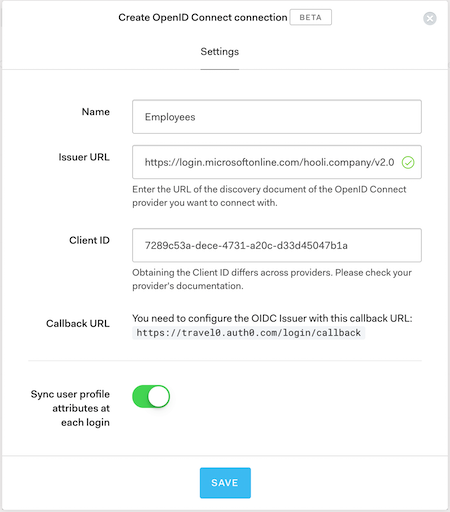 Create OpenID Connect connection BETA
Settings
Name
Employees
Issuer URL
https://login.microsoftonline.com/hooli.company/v2.0
Enter the URL of the discovery document of the OpenID Connect
provider you want to connect with.
Client ID
7289c53a-dece-4731-a20c-d33d45047b1a
Obtaining the Client ID differs across providers. Please check your
provider's documentation.
Callback URL
You need to configure the OIDC Issuer with this callback URL:
https://travel0.auth0.com/login/callback
Sync user profile
attributes at
each login
SAVE